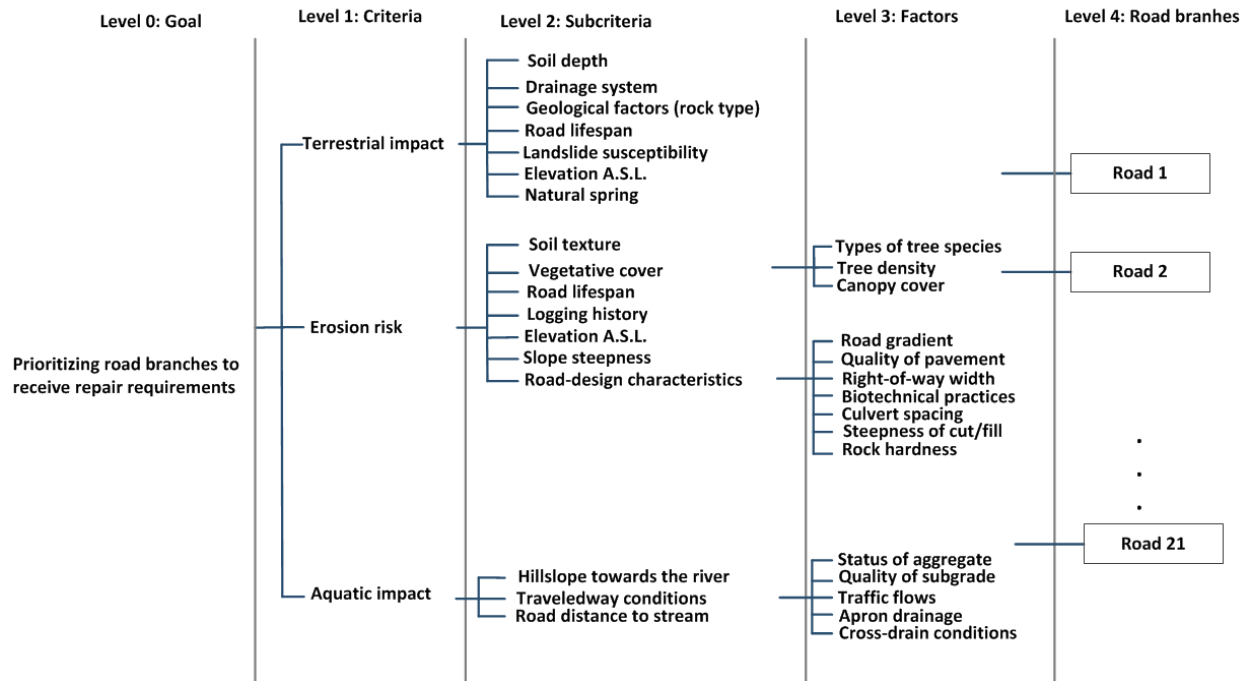 Level 0: Goal
Level 1: Criteria
Level 2: Subcriteria
Level 3: Factors
Level 4: Road branhes
Prioritizing road branches to
receive repair requirements
Terrestrial impact
Erosion risk
Aquatic impact
Soil depth
Drainage system
Geological factors (rock type)
Road lifespan
Landslide susceptibility
Elevation A.S.L.
Natural spring
Soil texture
Vegetative cover
Road lifespan
Logging history
Elevation A.S.L.
Slope steepness
Road-design characteristics
Hillslope towards the river
Traveledway conditions
Road distance to stream
Types of tree species
Tree density
Canopy cover
Road gradient
Quality of pavement
Right-of-way width
Biotechnical practices
Culvert spacing
Steepness of cut/fill
Rock hardness
Status of aggregate
Quality of subgrade
Traffic flows
Apron drainage
Cross-drain conditions
Road 1
Road 2
.
.
.
Road 21